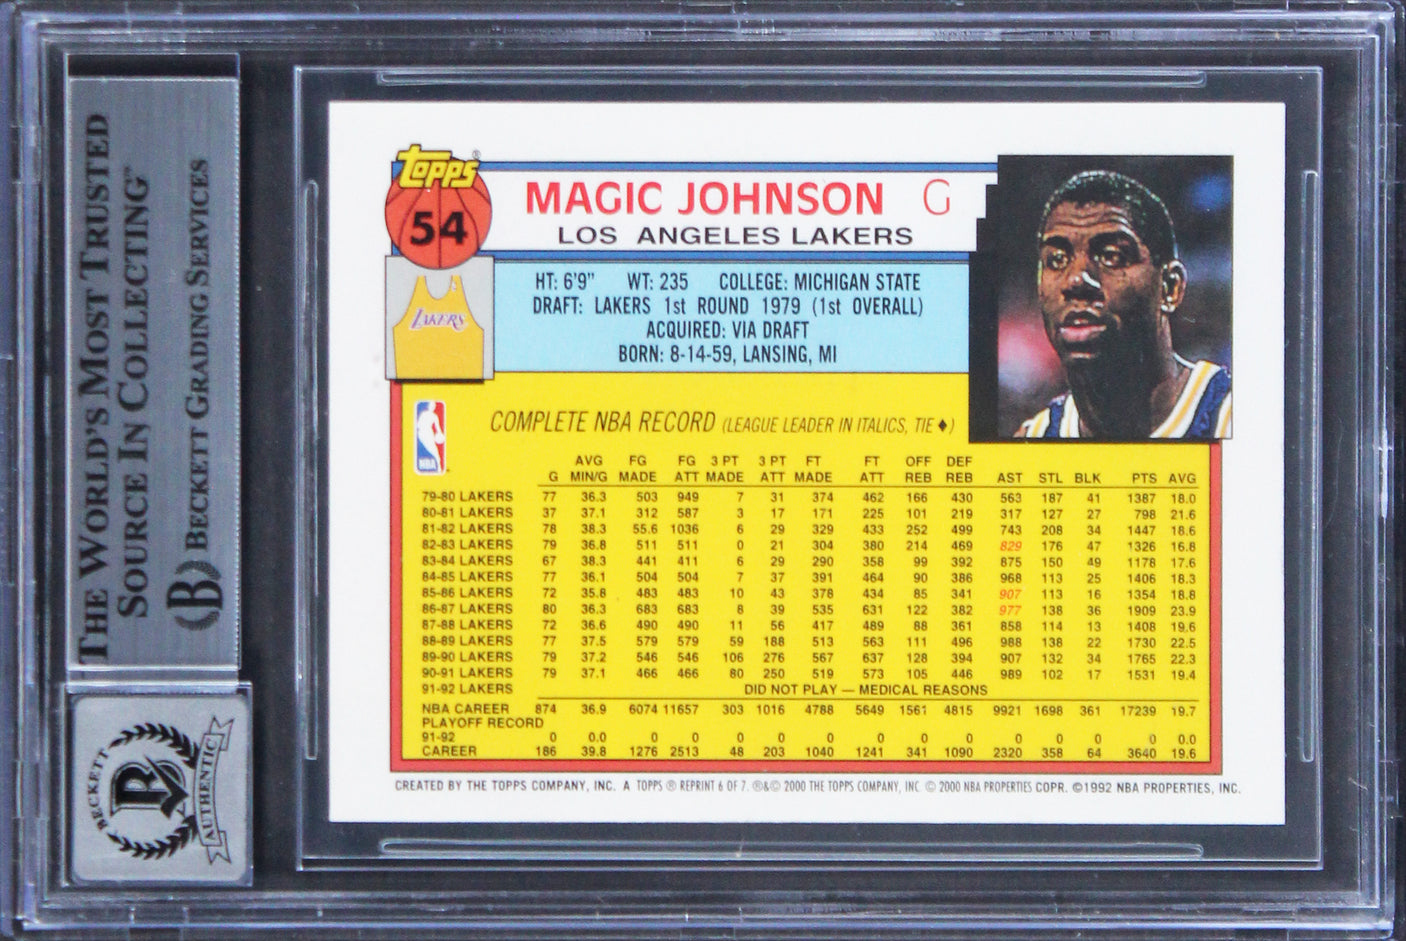 THE WORLD'S MOST TRUSTED
SOURCE IN COLLECTING™
B BECKETT GRADING SERVICES
BECKETT
B
AUTHENTIC
Topps®
54
MAGIC JOHNSON G
LOS ANGELES LAKERS
LAKERS
HT: 6'9" WT: 235 COLLEGE: MICHIGAN STATE
DRAFT: LAKERS 1st ROUND 1979 (1st OVERALL)
ACQUIRED: VIA DRAFT
BORN: 8-14-59, LANSING, MI
NBA
COMPLETE NBA RECORD (LEAGUE LEADER IN ITALICS, TIE ♦)
AVG FG FG 3 PT 3 PT FT FT OFF DEF
G MIN/G MADE ATT MADE ATT MADE ATT REB REB AST STL BLK PTS AVG
79-80 LAKERS 77 36.3 503 949 7 31 374 462 166 430 563 187 41 1387 18.0
80-81 LAKERS 37 37.1 312 587 3 17 171 225 101 219 317 127 27 798 21.6
81-82 LAKERS 78 38.3 55.6 1036 6 29 329 433 252 499 743 208 34 1447 18.6
82-83 LAKERS 79 36.8 511 511 0 21 304 380 214 469 829 176 47 1326 16.8
83-84 LAKERS 67 38.3 441 411 6 29 290 358 99 392 875 150 49 1178 17.6
84-85 LAKERS 77 36.1 504 504 7 37 391 464 90 386 968 113 25 1406 18.3
85-86 LAKERS 72 35.8 483 483 10 43 378 434 85 341 907 113 16 1354 18.8
86-87 LAKERS 80 36.3 683 683 8 39 535 631 122 382 977 138 36 1909 23.9
87-88 LAKERS 72 36.6 490 490 11 56 417 489 88 361 858 114 13 1408 19.6
88-89 LAKERS 77 37.5 579 579 59 188 513 563 111 496 988 138 22 1730 22.5
89-90 LAKERS 79 37.2 546 546 106 276 567 637 128 394 907 132 34 1765 22.3
90-91 LAKERS 79 37.1 466 466 80 250 519 573 105 446 989 102 17 1531 19.4
91-92 LAKERS DID NOT PLAY — MEDICAL REASONS
NBA CAREER 874 36.9 6074 11657 303 1016 4788 5649 1561 4815 9921 1698 361 17239 19.7
PLAYOFF RECORD
91-92 0 0.0 0 0 0 0 0 0 0 0 0 0 0 0 0.0
CAREER 186 39.8 1276 2513 48 203 1040 1241 341 1090 2320 358 64 3640 19.6
CREATED BY THE TOPPS COMPANY, INC. A TOPPS ® REPRINT 6 OF 7. ®&© 2000 THE TOPPS COMPANY, INC. © 2000 NBA PROPERTIES COPR. ©1992 NBA PROPERTIES, INC.